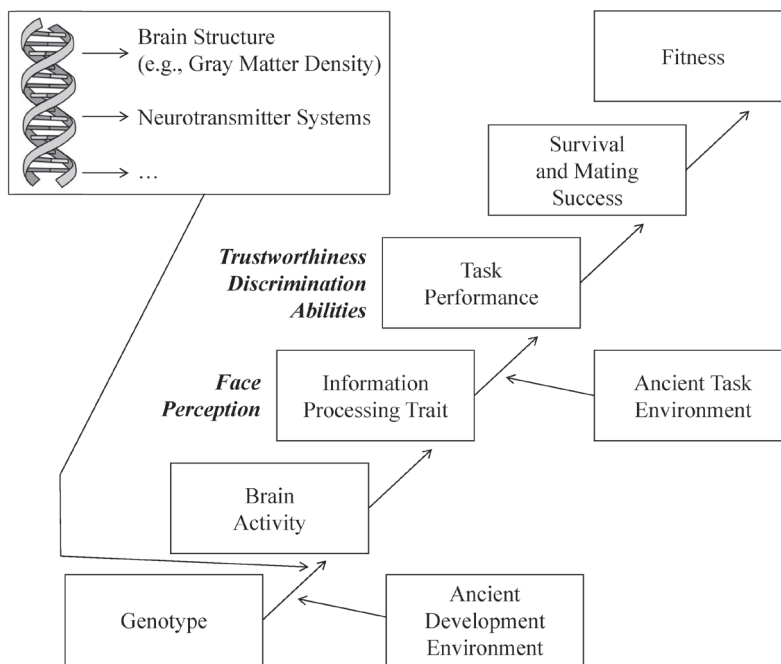 Brain Structure
(e.g., Gray Matter Density)
Neurotransmitter Systems
...
Fitness
Survival
and Mating
Success
Trustworthiness
Discrimination
Abilities
Task
Performance
Face
Perception
Information
Processing Trait
Ancient Task
Environment
Brain
Activity
Genotype
Ancient
Development
Environment